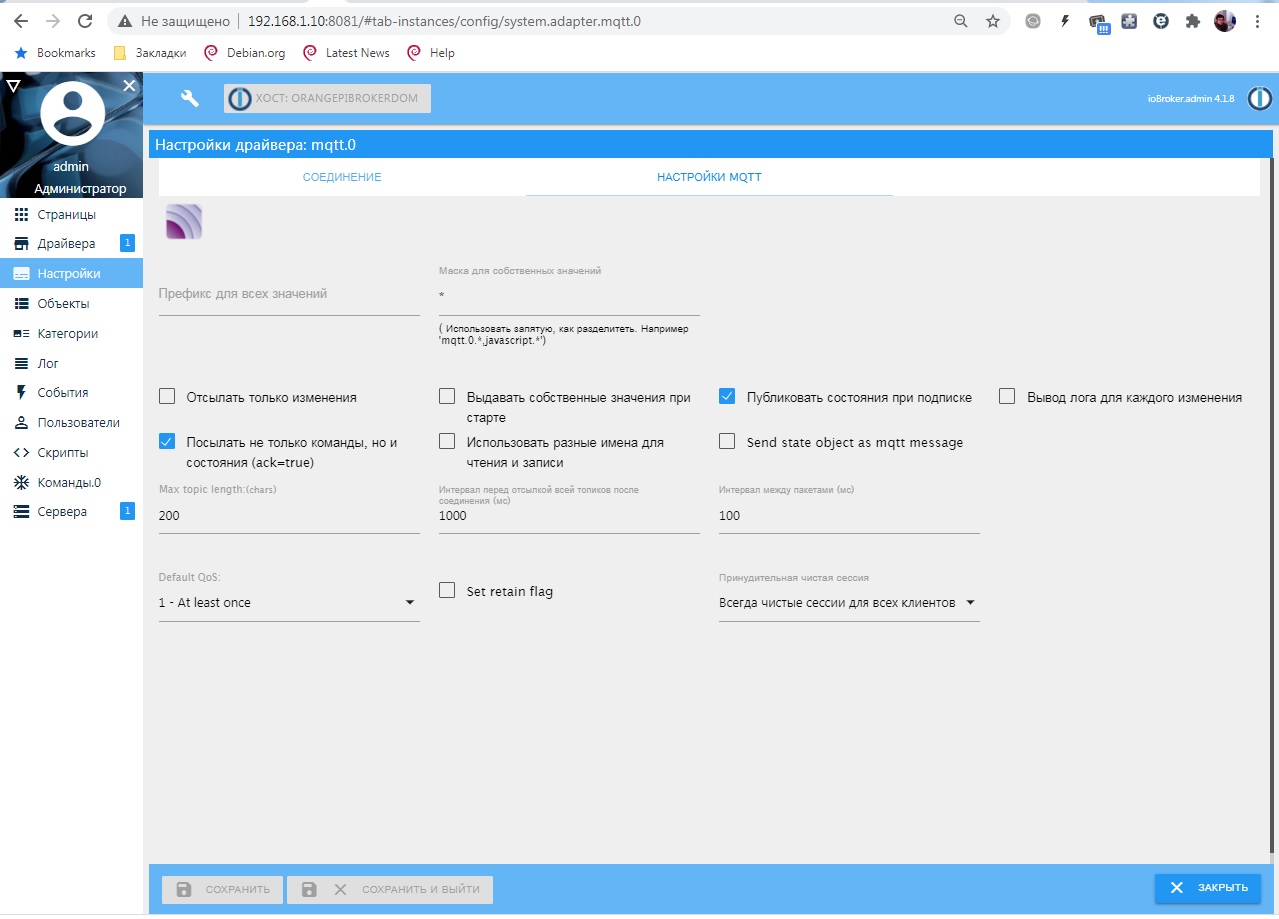 Не защищено
192.168.1.10:8081/#tab-instances/config/system.adapter.mqtt.0
Bookmarks
Закладки
Debian.org
Latest News
Help
admin
Администратор
ХОСТ: ORANGEPIBROKERDOM
ioBroker.admin 4.1.8
Страницы
Драйвера
1
Настройки
Объекты
Категории
Лог
События
Пользователи
Скрипты
Команды.0
Сервера
1
Настройки драйвера: mqtt.0
СОЕДИНЕНИЕ
НАСТРОЙКИ MQTT
Префикс для всех значений
Маска для собственных значений
*
( Использовать запятую, как разделитеть. Например
'mqtt.0.*,javascript.*')
Отсылать только изменения
Выдавать собственные значения при
старте
Публиковать состояния при подписке
Вывод лога для каждого изменения
Посылать не только команды, но и
состояния (ack=true)
Использовать разные имена для
чтения и записи
Send state object as mqtt message
Max topic length:(chars)
200
Интервал перед отсылкой всей топиков после
соединения (мс)
1000
Интервал между пакетами (мс)
100
Default QoS:
1 - At least once
Set retain flag
Принудительная чистая сессия
Всегда чистые сессии для всех клиентов
СОХРАНИТЬ
СОХРАНИТЬ И ВЫЙТИ
ЗАКРЫТЬ